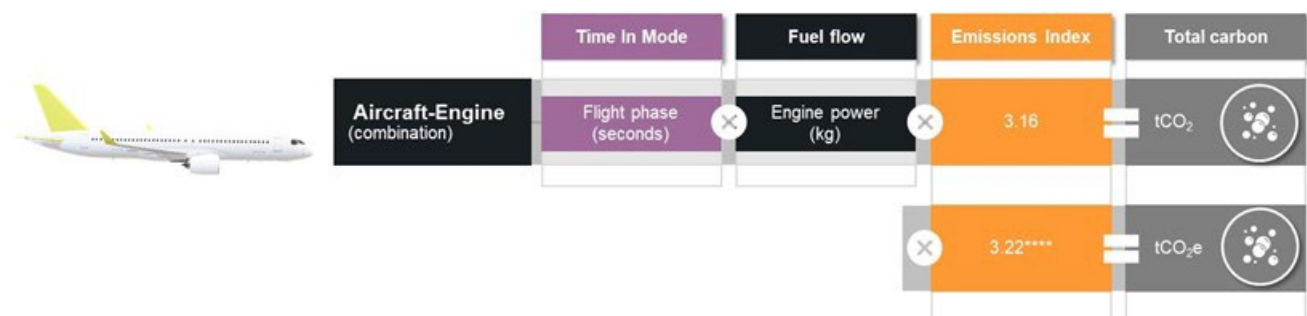 Time In Mode
Fuel flow
Emissions Index
Total carbon
Aircraft-Engine
(combination)
Flight phase
(seconds)
Engine power
(kg)
3.16
tCO₂
3.22****
tCO₂e